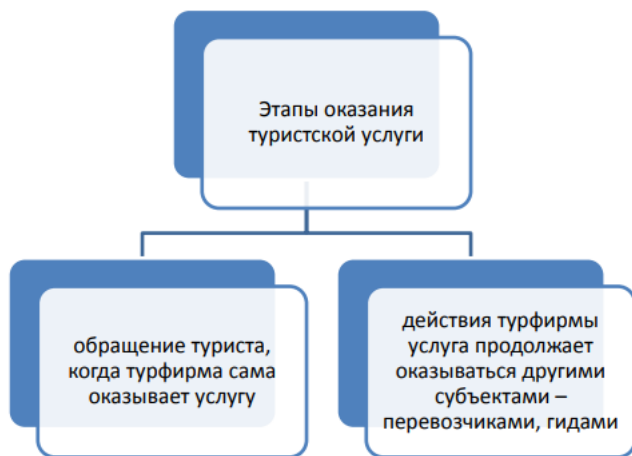 Этапы оказания
туристской услуги
обращение туриста,
когда турфирма сама
оказывает услугу
действия турфирмы
услуга продолжает
оказываться другими
субъектами –
перевозчиками, гидами